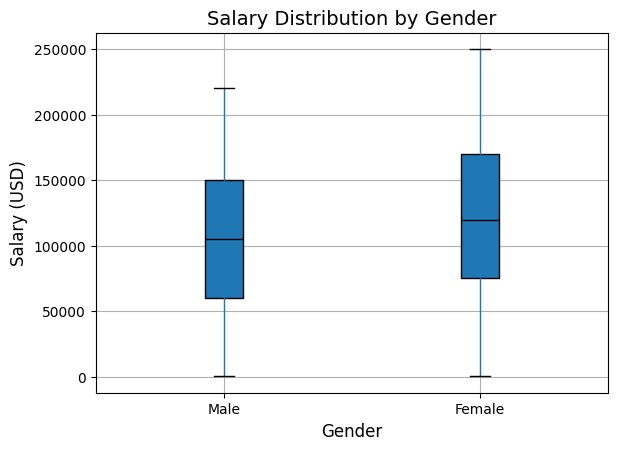 Salary Distribution by Gender
250000
200000
150000
100000
50000
0
Salary (USD)
Male
Female
Gender